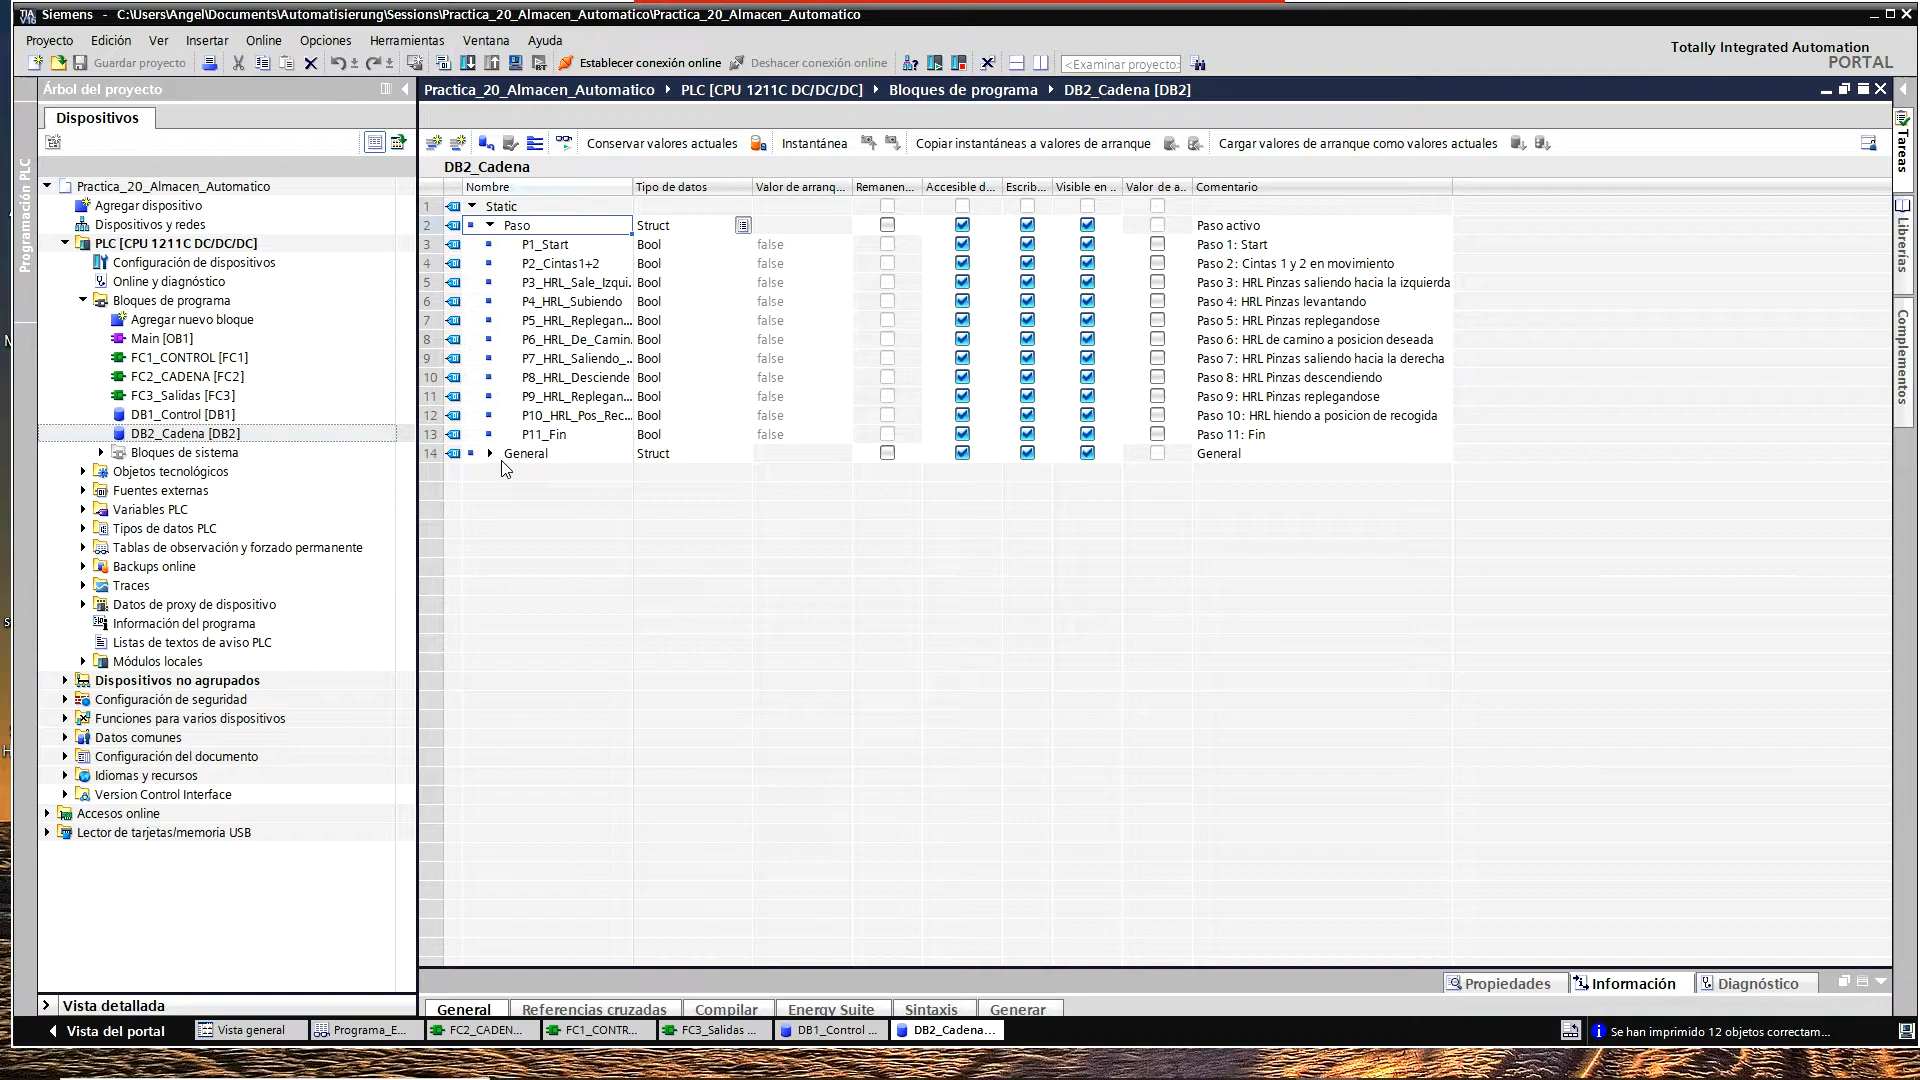 Siemens - C:\Users\Angel\Documents\Automatisierung\Sessions\Practica_20_Almacen_Automatico\Practica_20_Almacen_Automatico
Proyecto Edición Ver Insertar Online Opciones Herramientas Ventana Ayuda
Totally Integrated Automation
PORTAL
Guardar proyecto Establecer conexión online Deshacer conexión online <Examinar proyecto>
Árbol del proyecto
Practica_20_Almacen_Automatico PLC [CPU 1211C DC/DC/DC] Bloques de programa DB2_Cadena [DB2]
Dispositivos
Conservar valores actuales Instantánea Copiar instantáneas a valores de arranque Cargar valores de arranque como valores actuales
Programación PLC
Practica_20_Almacen_Automatico
Agregar dispositivo
Dispositivos y redes
PLC [CPU 1211C DC/DC/DC]
Configuración de dispositivos
Online y diagnóstico
Bloques de programa
Agregar nuevo bloque
Main [OB1]
FC1_CONTROL [FC1]
FC2_CADENA [FC2]
FC3_Salidas [FC3]
DB1_Control [DB1]
DB2_Cadena [DB2]
Bloques de sistema
Objetos tecnológicos
Fuentes externas
Variables PLC
Tipos de datos PLC
Tablas de observación y forzado permanente
Backups online
Traces
Datos de proxy de dispositivo
Información del programa
Listas de textos de aviso PLC
Módulos locales
Dispositivos no agrupados
Configuración de seguridad
Funciones para varios dispositivos
Datos comunes
Configuración del documento
Idiomas y recursos
Version Control Interface
Accesos online
Lector de tarjetas/memoria USB
Vista detallada
DB2_Cadena
Nombre Tipo de datos Valor de arranq... Remanen... Accesible d... Escrib... Visible en .. Valor de a.. Comentario
1 Static
2 Paso Struct Paso activo
3 P1_Start Bool false Paso 1: Start
4 P2_Cintas1+2 Bool false Paso 2: Cintas 1 y 2 en movimiento
5 P3_HRL_Sale_Izqui. Bool false Paso 3: HRL Pinzas saliendo hacia la izquierda
6 P4_HRL_Subiendo Bool false Paso 4: HRL Pinzas levantando
7 P5_HRL_Replegan... Bool false Paso 5: HRL Pinzas replegandose
8 P6_HRL_De_Camin. Bool false Paso 6: HRL de camino a posicion deseada
9 P7_HRL_Saliendo_.. Bool false Paso 7: HRL Pinzas saliendo hacia la derecha
10 P8_HRL_Desciende Bool false Paso 8: HRL Pinzas descendiendo
11 P9_HRL_Replegan... Bool false Paso 9: HRL Pinzas replegandose
12 P10_HRL_Pos_Rec... Bool false Paso 10: HRL hiendo a posicion de recogida
13 P11_Fin Bool false Paso 11: Fin
14 General Struct General
Tareas
Librerías
Complementos
Propiedades Información Diagnóstico
General Referencias cruzadas Compilar Energy Suite Sintaxis Generar
Vista del portal Vista general Programa_E... FC2_CADEN... FC1_CONTR... FC3_Salidas ... DB1_Control ... DB2_Cadena... Se han imprimido 12 objetos correctam...